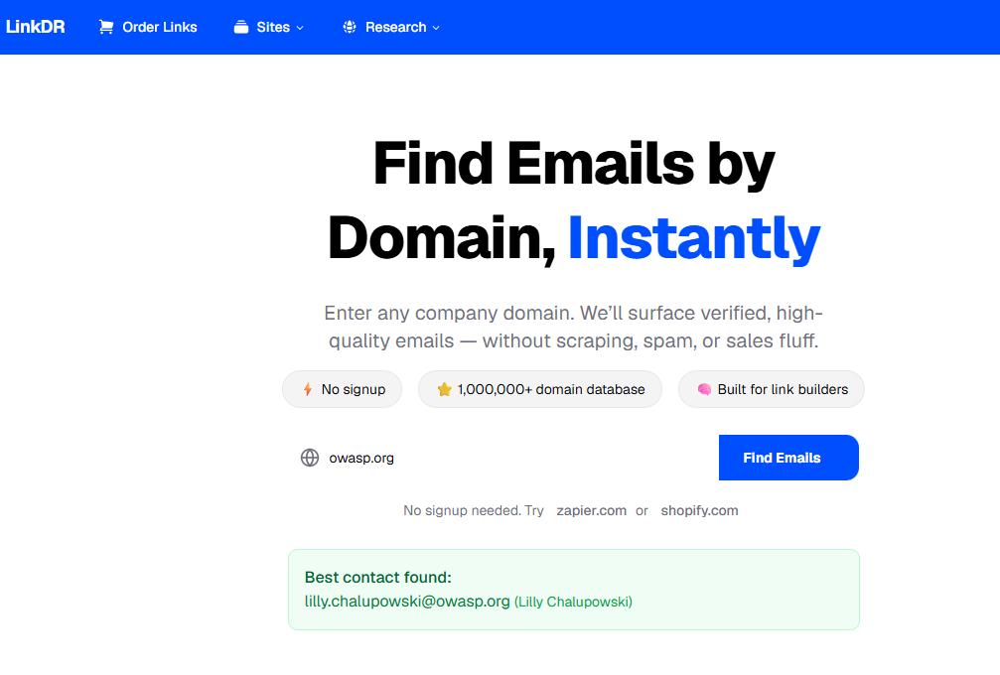 LinkDR Order Links Sites Research
Find Emails by
Domain, Instantly
Enter any company domain. We’ll surface verified, high-
quality emails — without scraping, spam, or sales fluff.
No signup 1,000,000+ domain database Built for link builders
owasp.org Find Emails
No signup needed. Try zapier.com or shopify.com
Best contact found:
lilly.chalupowski@owasp.org (Lilly Chalupowski)